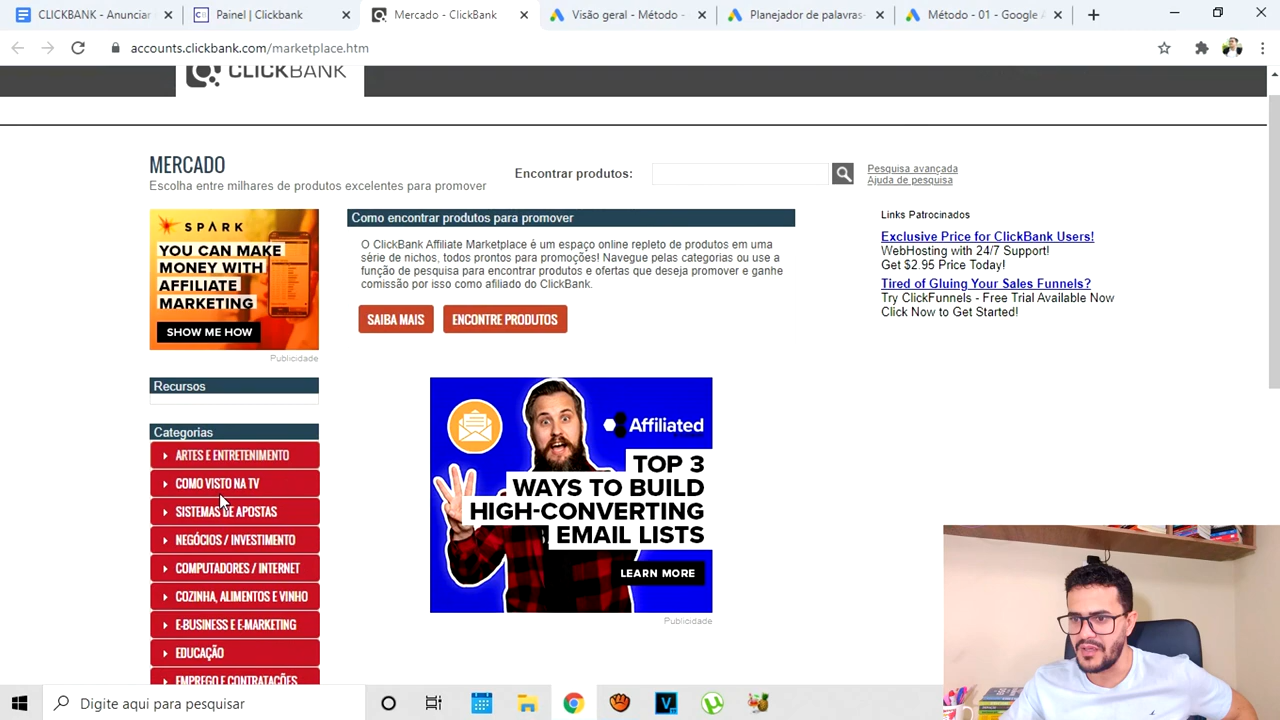 CLICKBANK - Anunciar
Painel | Clickbank
Mercado - ClickBank
Visão geral - Método -
Planejador de palavras-
Método - 01 - Google A
accounts.clickbank.com/marketplace.htm
CLICKBANK
MERCADO
Escolha entre milhares de produtos excelentes para promover
Encontrar produtos:
Pesquisa avançada
Ajuda de pesquisa
SPARK
YOU CAN MAKE
MONEY WITH
AFFILIATE
MARKETING
SHOW ME HOW
Publicidade
Como encontrar produtos para promover
O ClickBank Affiliate Marketplace é um espaço online repleto de produtos em uma
série de nichos, todos prontos para promoções! Navegue pelas categorias ou use a
função de pesquisa para encontrar produtos e ofertas que deseja promover e ganhe
comissão por isso como afiliado do ClickBank.
SAIBA MAIS
ENCONTRE PRODUTOS
Links Patrocinados
Exclusive Price for ClickBank Users!
WebHosting with 24/7 Support!
Get $2.95 Price Today!
Tired of Gluing Your Sales Funnels?
Try ClickFunnels - Free Trial Available Now
Click Now to Get Started!
Recursos
Categorias
ARTES E ENTRETENIMENTO
COMO VISTO NA TV
SISTEMAS DE APOSTAS
NEGÓCIOS / INVESTIMENTO
COMPUTADORES / INTERNET
COZINHA, ALIMENTOS E VINHO
E-BUSINESS E E-MARKETING
EDUCAÇÃO
EMPREGO E CONTRATAÇÕES
Affiliated
TOP 3
WAYS TO BUILD
HIGH-CONVERTING
EMAIL LISTS
LEARN MORE
Publicidade
Digite aqui para pesquisar